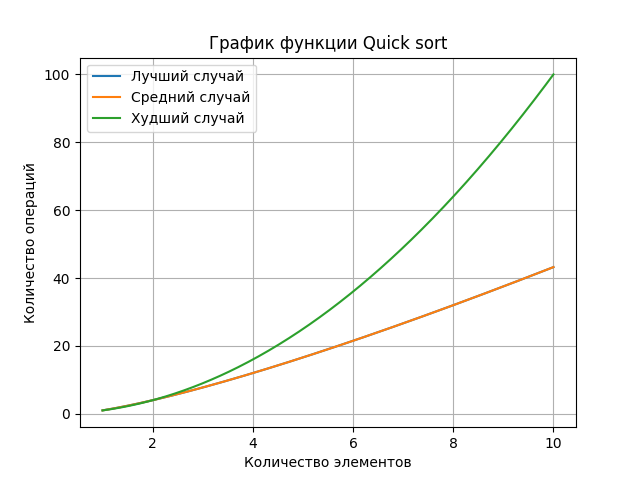 График функции Quick sort
Лучший случай
Средний случай
Худший случай
Количество операций
100
80
60
40
20
0
2 4 6 8 10
Количество элементов